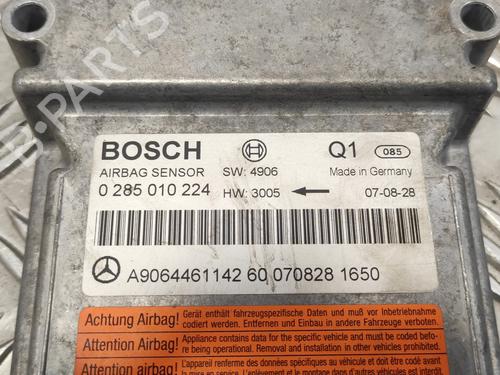 BOSCH
Q1 085
AIRBAG SENSOR SW: 4906 Made in Germany
0 285 010 224 HW: 3005 07-08-28
A9064461142 60 070828 1650
Achtung Airbag! Gerät enthält fahrzeugspezifische Daten und muß vor Inbetriebnahme
codiert werden. Entfernen und Einbau in andere Fahrzeuge verboten.
Attention Airbag! Appliance contains data for the specific vehicle and must be coded
before operating. Removal and installation in other vehicles prohibited.
Attention airbag! L'appareil renferme des données spécifiques au véhicule et doit être codé avant